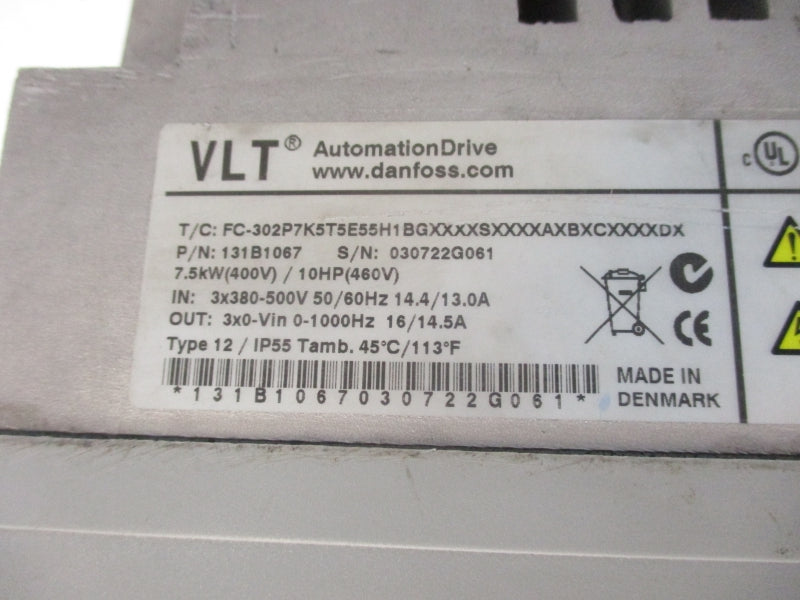 VLT® AutomationDrive
www.danfoss.com
T/C: FC-302P7K5T5E55H1BGXXXXSXXXXAXBXCXXXXDX
P/N: 131B1067 S/N: 030722G061
7.5kW(400V) / 10HP(460V)
IN: 3x380-500V 50/60Hz 14.4/13.0A
OUT: 3x0-Vin 0-1000Hz 16/14.5A
Type 12 / IP55 Tamb. 45°C/113°F
*131B1067030722G061*
MADE IN
DENMARK
CE
c UL